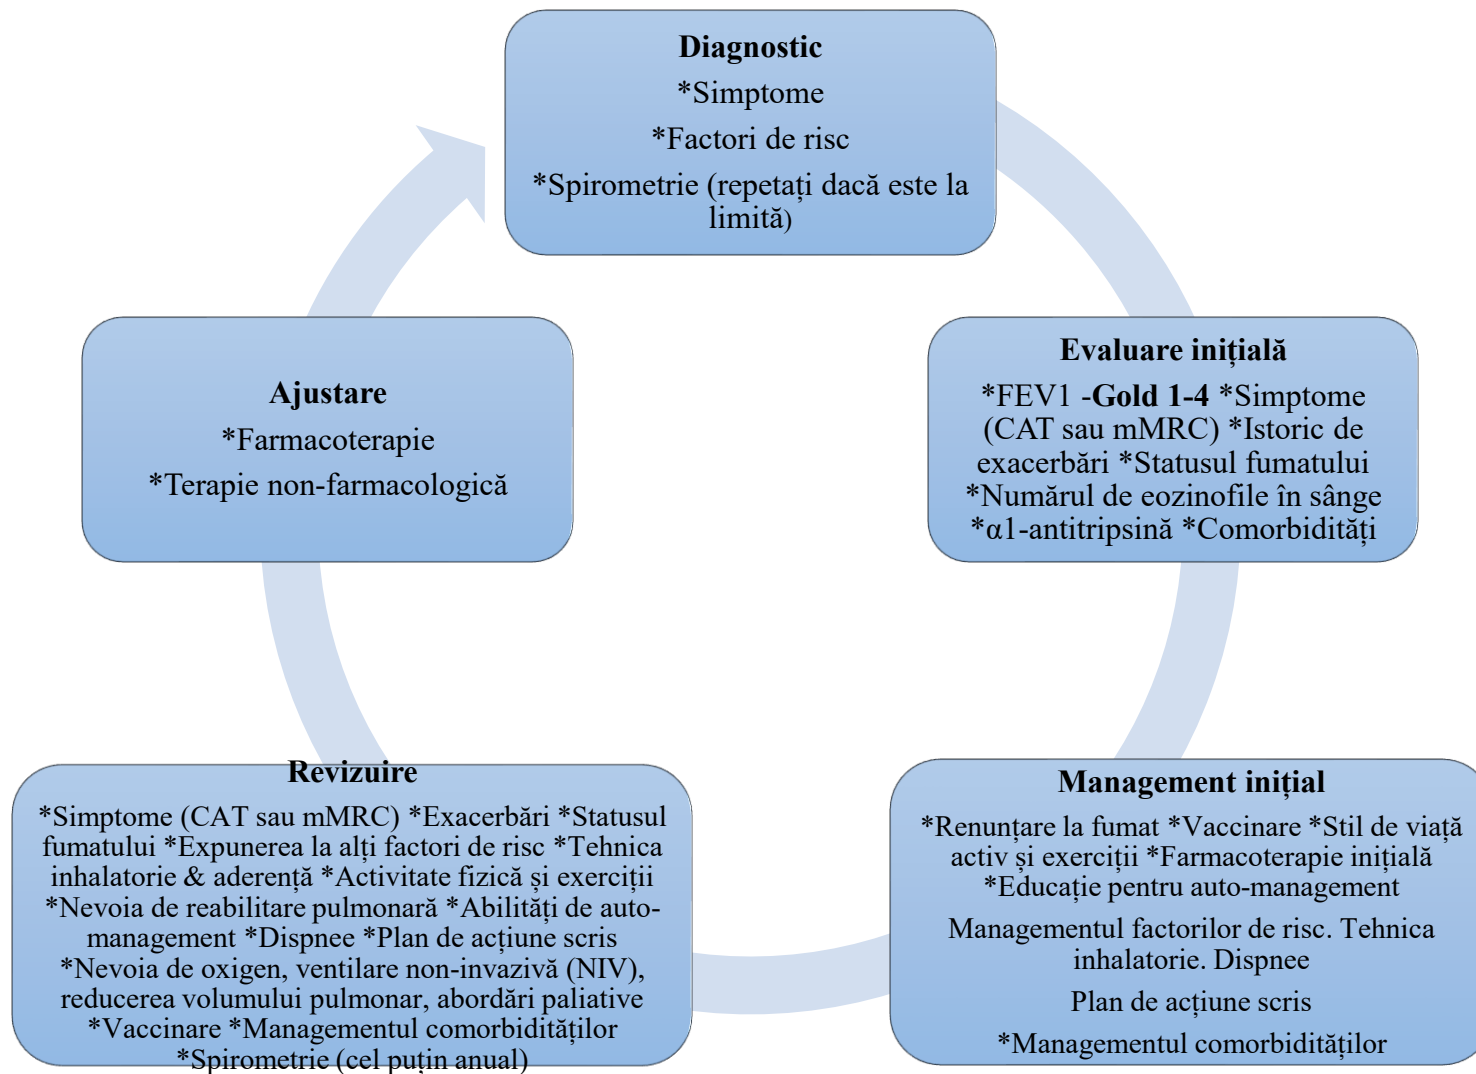 Diagnostic
*Simptome
*Factori de risc
*Spirometrie (repetați dacă este la
limită)
Evaluare inițială
*FEV1 -Gold 1-4 *Simptome
(CAT sau mMRC) *Istoric de
exacerbări *Statusul fumatului
*Numărul de eozinofile în sânge
*α1-antitripsină *Comorbidități
Management inițial
*Renunțare la fumat *Vaccinare *Stil de viață
activ și exerciții *Farmacoterapie inițială
*Educație pentru auto-management
Managementul factorilor de risc. Tehnica
inhalatorie. Dispnee
Plan de acțiune scris
*Managementul comorbidităților
Revizuire
*Simptome (CAT sau mMRC) *Exacerbări *Statusul
fumatului *Expunerea la alți factori de risc *Tehnica
inhalatorie & aderență *Activitate fizică și exerciții
*Nevoia de reabilitare pulmonară *Abilități de auto-
management *Dispnee *Plan de acțiune scris
*Nevoia de oxigen, ventilare non-invazivă (NIV),
reducerea volumului pulmonar, abordări paliative
*Vaccinare *Managementul comorbidităților
*Spirometrie (cel puțin anual)
Ajustare
*Farmacoterapie
*Terapie non-farmacologică